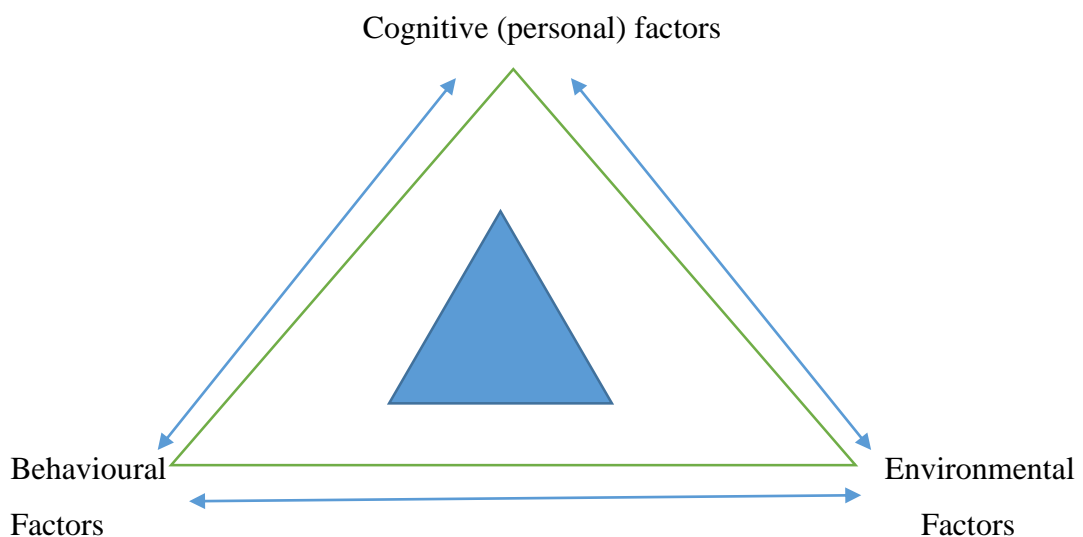 Cognitive (personal) factors
Behavioural
Factors
Environmental
Factors